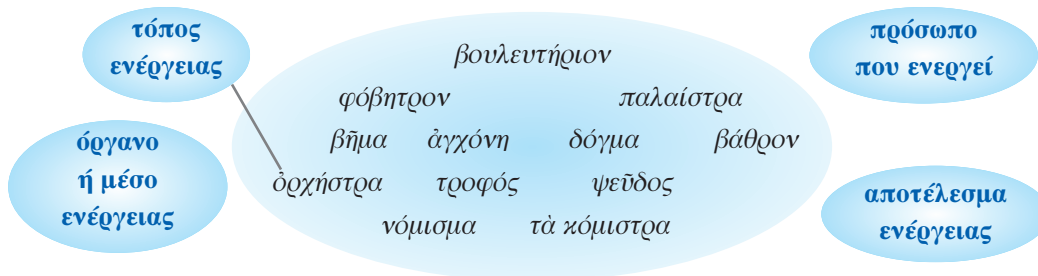 τόπος
ενέργειας
όργανο
ή μέσο
ενέργειας
βουλευτήριον
φόβητρον παλαίστρα
βῆμα ἀγχόνη δόγμα βάθρον
ὀρχήστρα τροφός ψεῦδος
νόμισμα τὰ κόμιστρα
πρόσωπο
που ενεργεί
αποτέλεσμα
ενέργειας